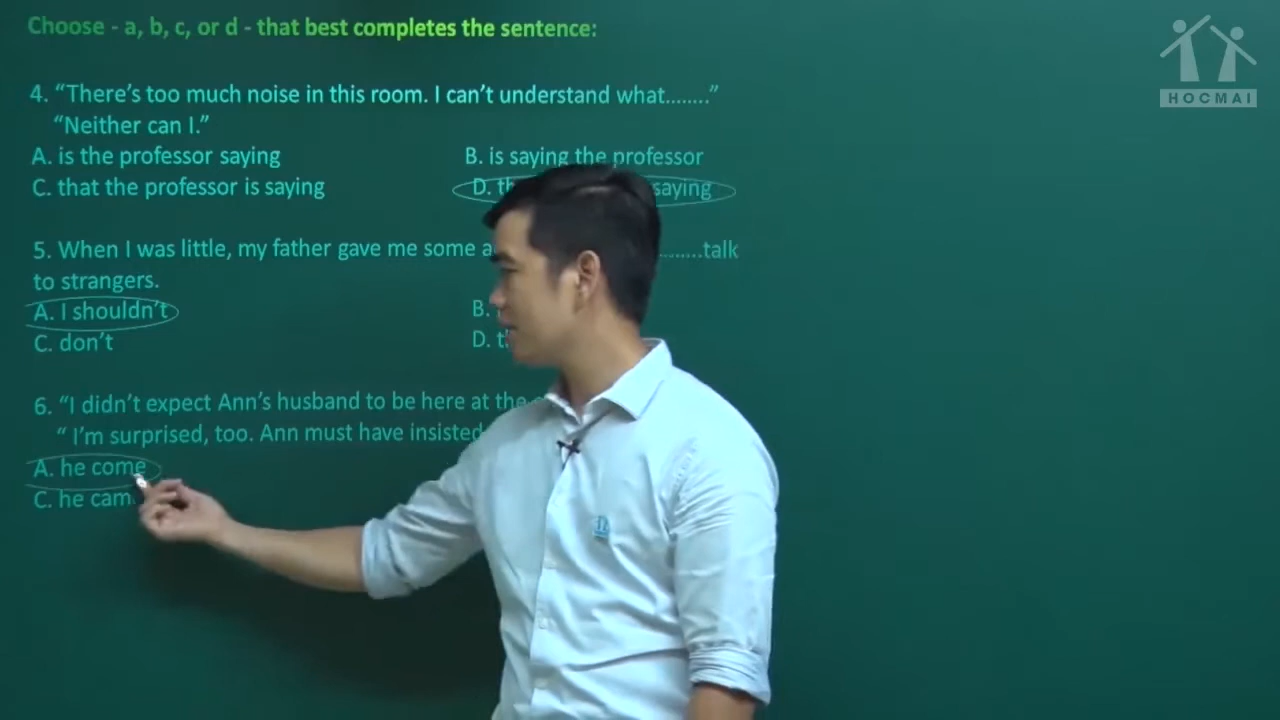 Choose - a, b, c, or d - that best completes the sentence:
HOCMAI
4. “There’s too much noise in this room. I can’t understand what........”
“Neither can I.”
A. is the professor saying
B. is saying the professor
C. that the professor is saying
D. saying
5. When I was little, my father gave me some talk
to strangers.
A. I shouldn’t
B.
C. don’t
D.
6. “I didn’t expect Ann’s husband to be here at the
“ I’m surprised, too. Ann must have insisted
A. he come
C. he